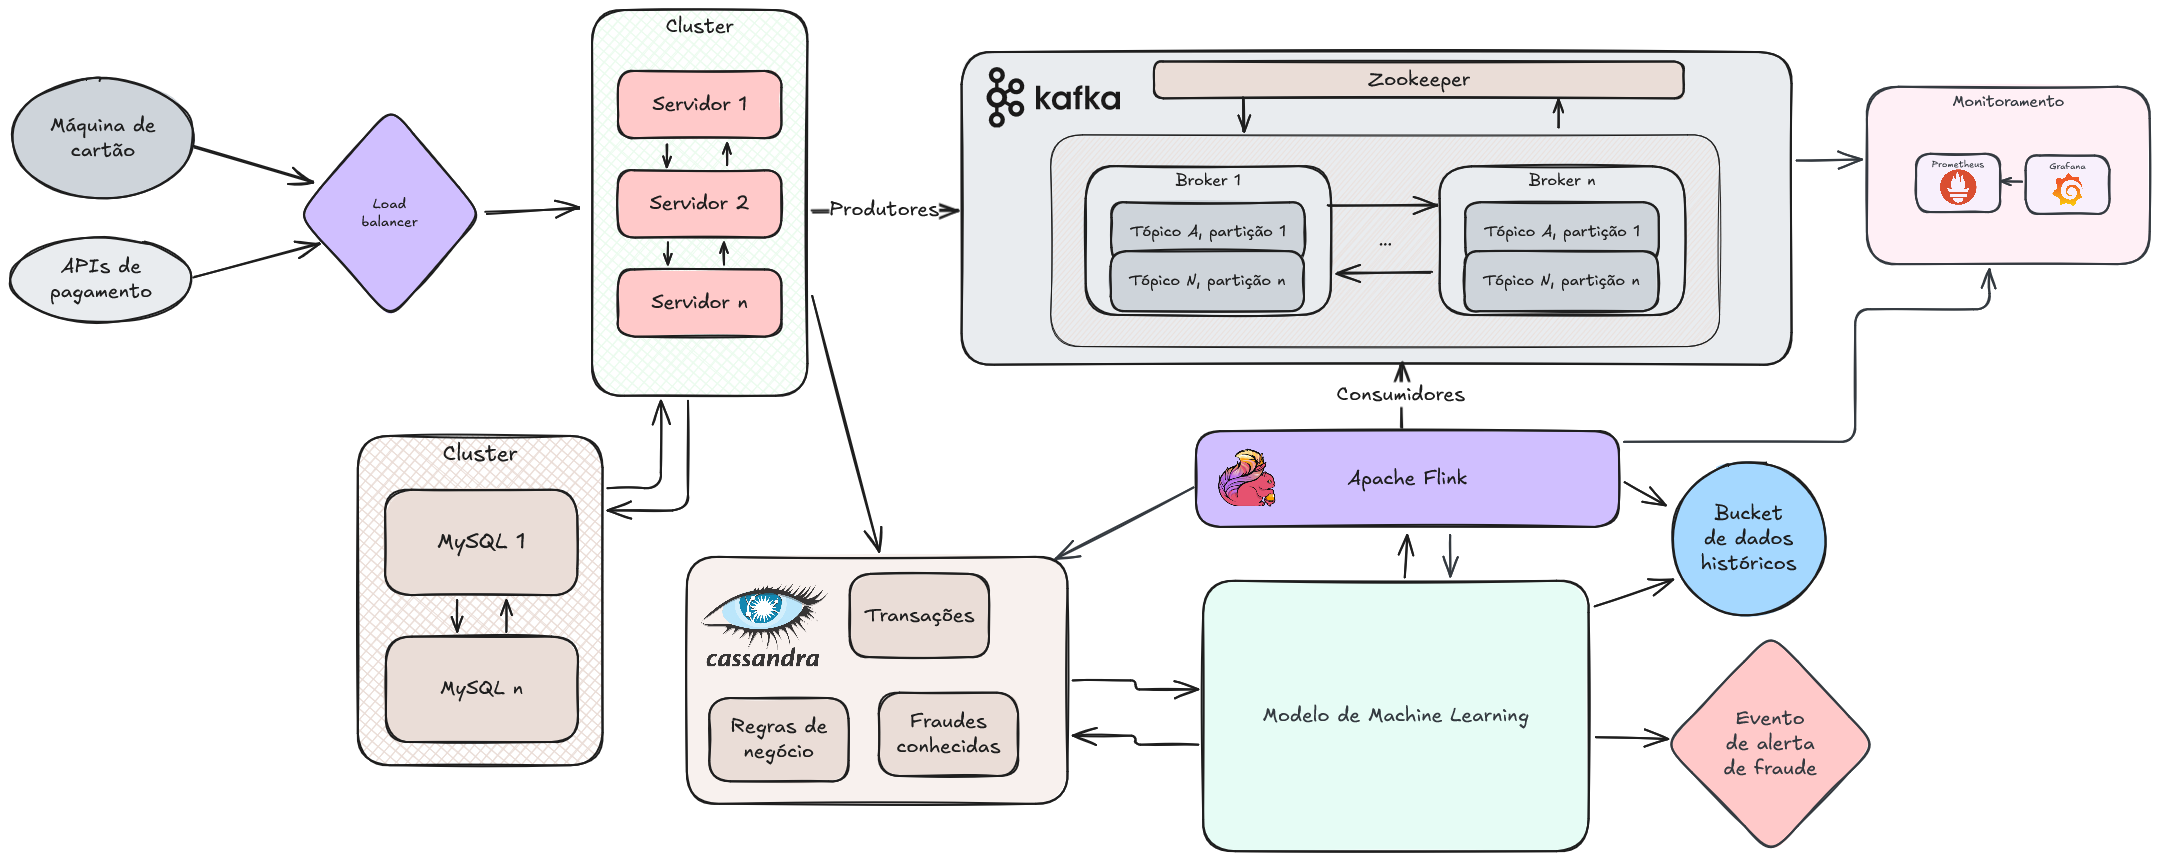 Máquina de
cartão
APIs de
pagamento
Load
balancer
Cluster
Servidor 1
Servidor 2
Servidor n
Produtores
kafka
Zookeeper
Broker 1
Tópico A, partição 1
Tópico N, partição n
...
Broker n
Tópico A, partição 1
Tópico N, partição n
Monitoramento
Prometheus
Grafana
Consumidores
Apache Flink
Bucket
de dados
históricos
Cluster
MySQL 1
MySQL n
cassandra
Transações
Regras de
negócio
Fraudes
conhecidas
Modelo de Machine Learning
Evento
de alerta
de fraude